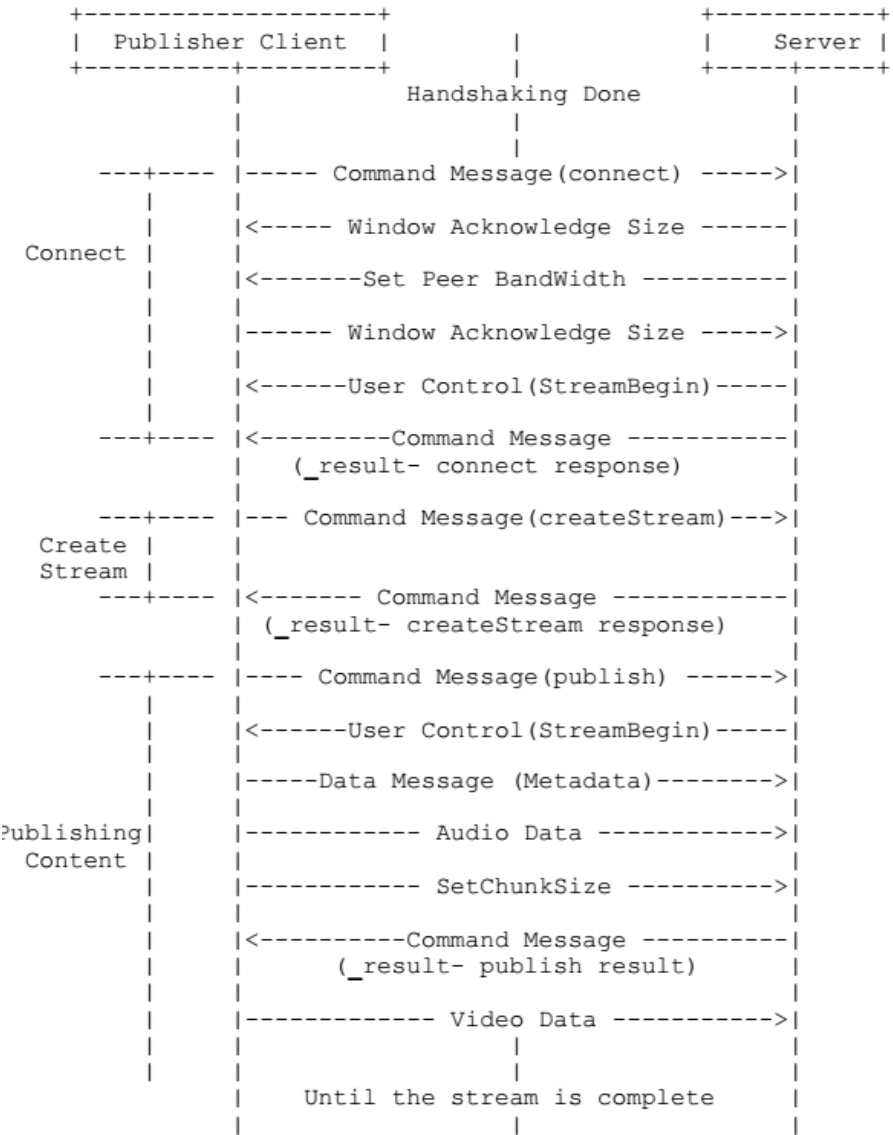 Publisher Client | Server
Handshaking Done
Command Message(connect)
Window Acknowledge Size
Connect
Set Peer BandWidth
Window Acknowledge Size
User Control(StreamBegin)
Command Message
(_result- connect response)
Command Message(createStream)
Create
Stream
Command Message
(_result- createStream response)
Command Message(publish)
User Control(StreamBegin)
Data Message (Metadata)
Publishing
Audio Data
Content
SetChunkSize
Command Message
(_result- publish result)
Video Data
Until the stream is complete